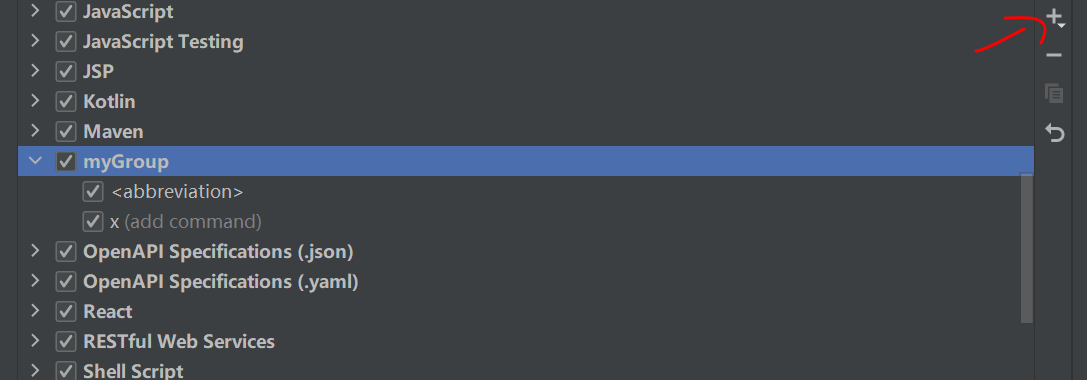 JavaScript
JavaScript Testing
JSP
Kotlin
Maven
myGroup
<abbreviation>
x (add command)
OpenAPI Specifications (.json)
OpenAPI Specifications (.yaml)
React
RESTful Web Services
Shell Script